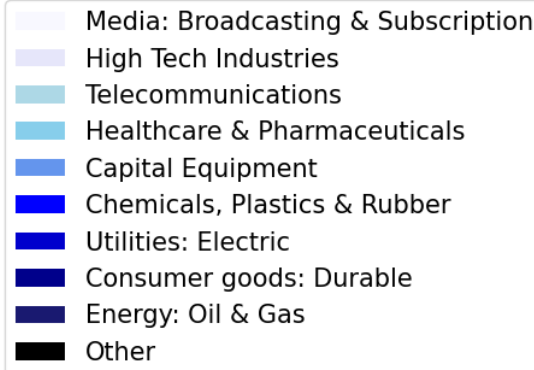 Media: Broadcasting & Subscription
High Tech Industries
Telecommunications
Healthcare & Pharmaceuticals
Capital Equipment
Chemicals, Plastics & Rubber
Utilities: Electric
Consumer goods: Durable
Energy: Oil & Gas
Other